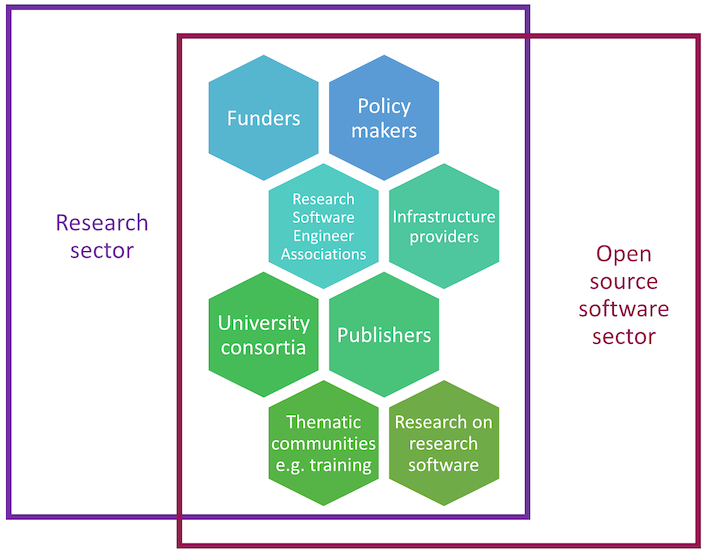 Funders
Policy
makers
Research
Software
Engineer
Associations
Infrastructure
providers
Research
sector
Open
source
software
sector
University
consortia
Publishers
Thematic
communities
e.g. training
Research on
research
software